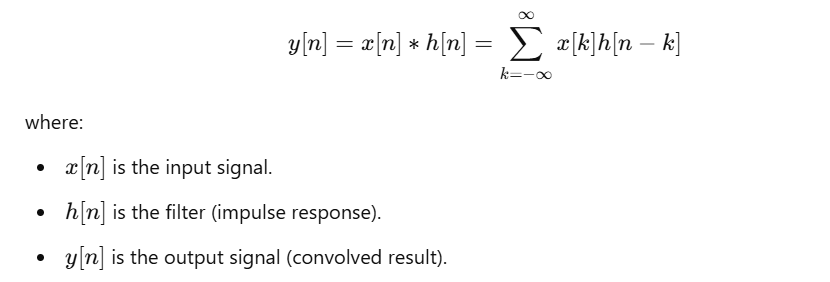 y[n] = x[n] * h[n] = ∑_{k=-∞}^{∞} x[k]h[n − k]
where:
• x[n] is the input signal.
• h[n] is the filter (impulse response).
• y[n] is the output signal (convolved result).